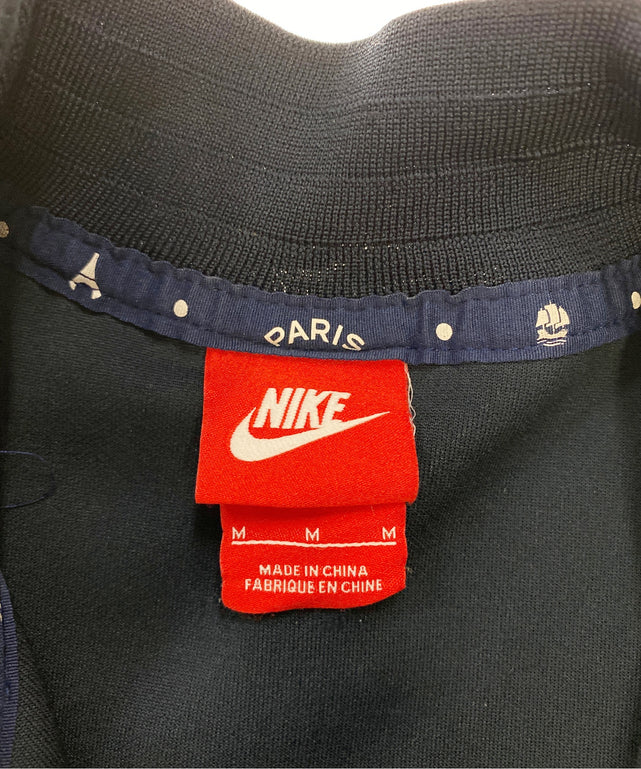 PARIS
NIKE
M M M
MADE IN CHINA
FABRIQUE EN CHINE